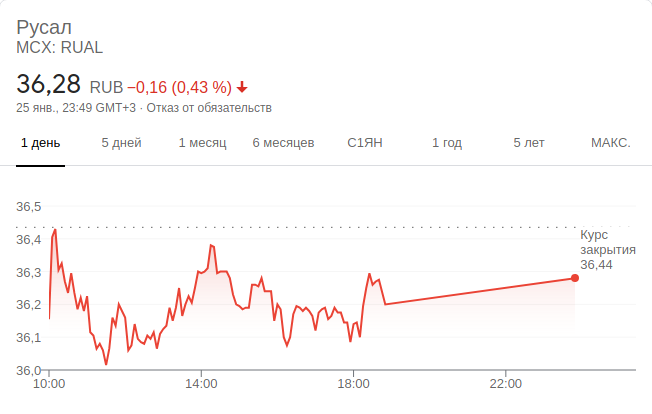 Русал
MCX: RUAL
36,28 RUB −0,16 (0,43 %)
25 янв., 23:49 GMT+3 · Отказ от обязательств
1 день 5 дней 1 месяц 6 месяцев С1ЯН 1 год 5 лет МАКС.
36,5
36,4
36,3
36,2
36,1
36,0
Курс
закрытия
36,44
10:00 14:00 18:00 22:00